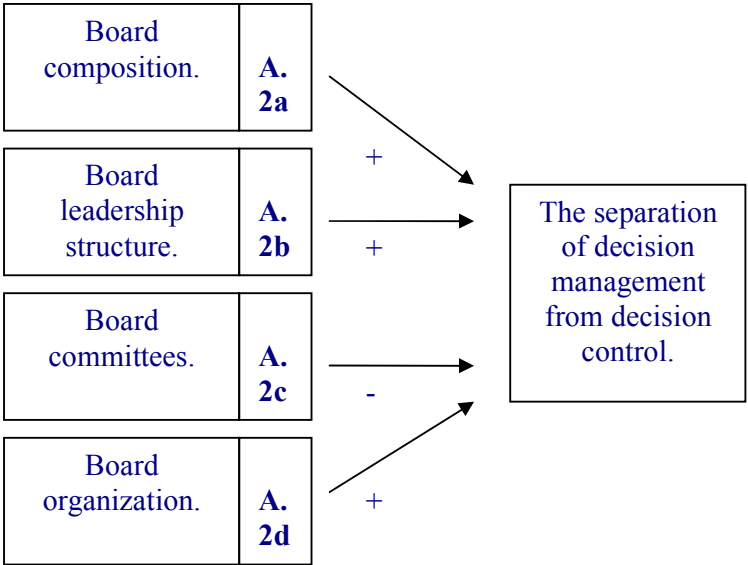 Board
composition.
A.
2a
+
Board
leadership
structure.
A.
2b
+
Board
committees.
A.
2c
-
Board
organization.
A.
2d
+
The separation
of decision
management
from decision
control.